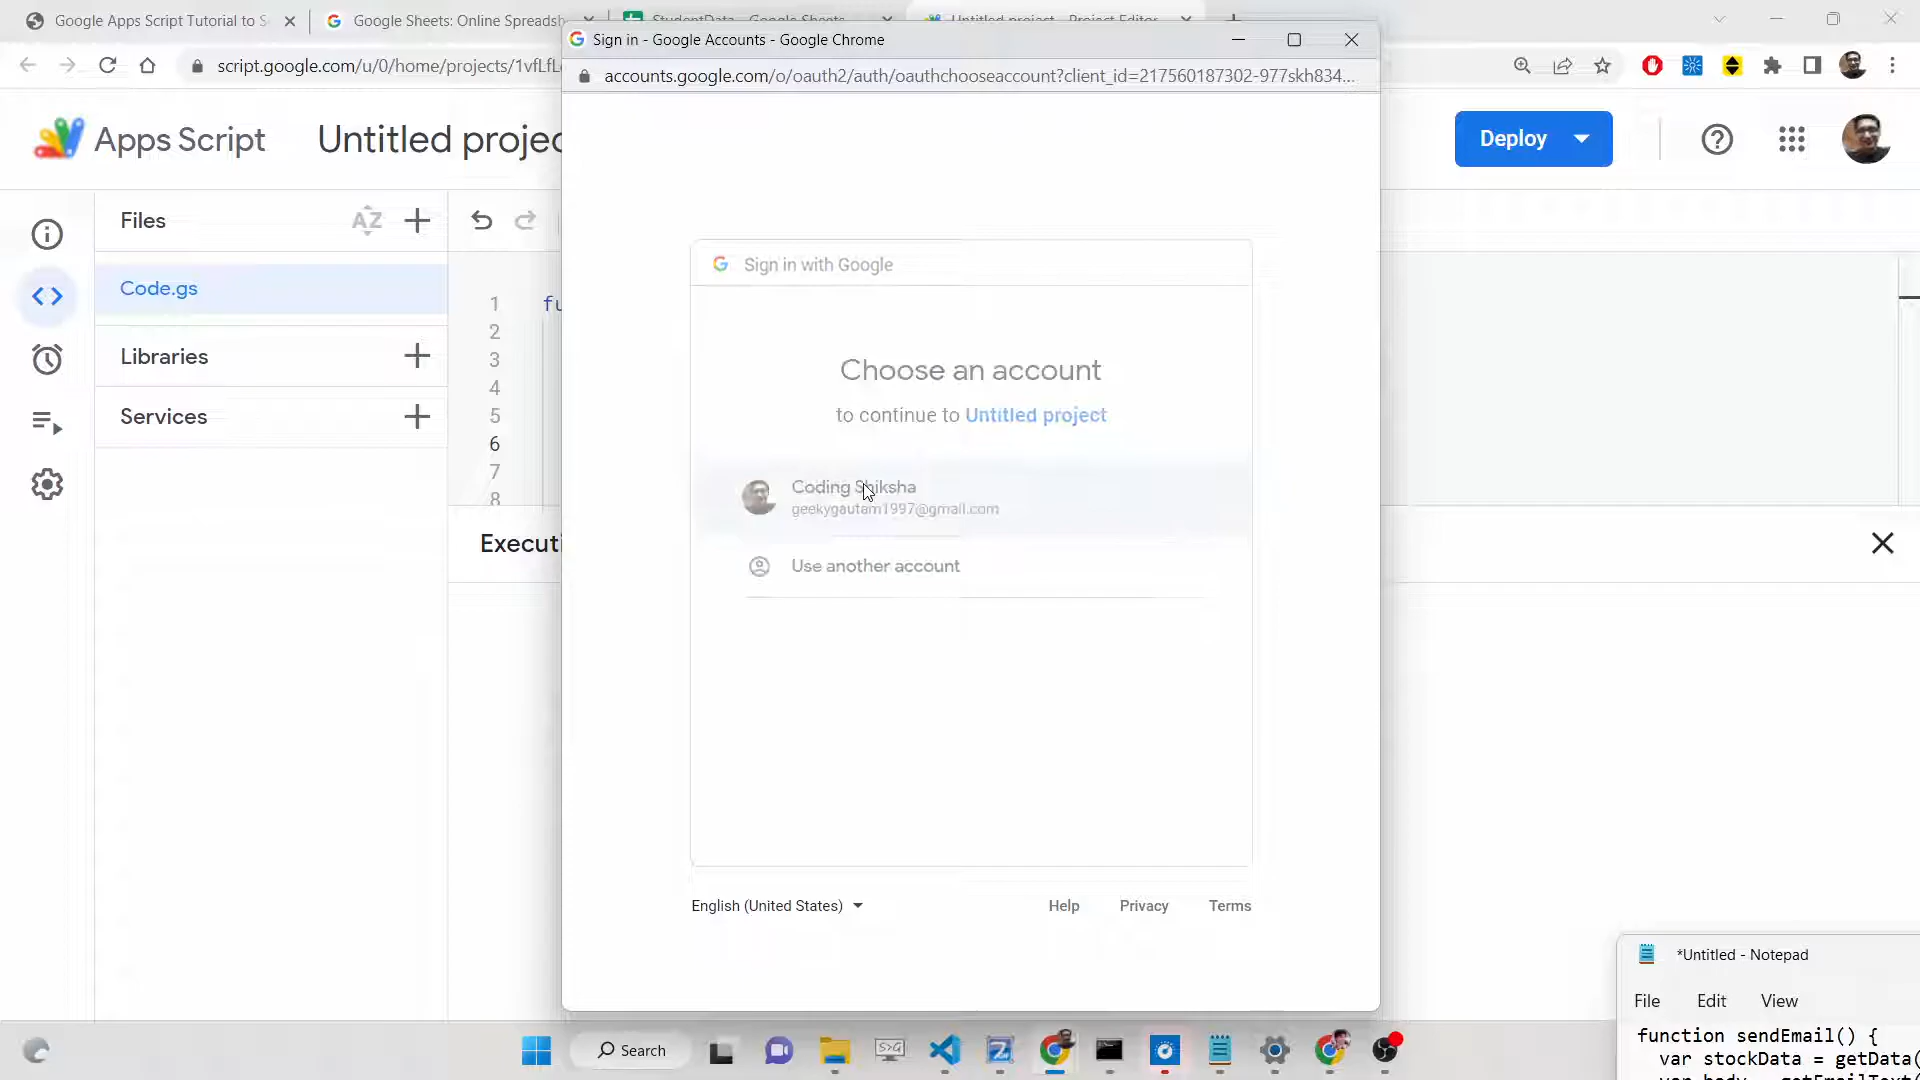 Google Apps Script Tutorial to S
Google Sheets: Online Spreadsh
StudentData - Google Sheets
Untitled project - Project Editor
Sign in - Google Accounts - Google Chrome
script.google.com/u/0/home/projects/1vfLfL
accounts.google.com/o/oauth2/auth/oauthchooseaccount?client_id=217560187302-977skh834...
Apps Script
Untitled projec
Deploy
Files
AZ
Code.gs
Libraries
Services
1
fu
2
3
4
5
6
7
8
Executi
Sign in with Google
Choose an account
to continue to Untitled project
Coding Shiksha
geekygautam1997@gmail.com
Use another account
English (United States)
Help
Privacy
Terms
*Untitled - Notepad
File
Edit
View
function sendEmail() {
var stockData = getData(
var body = getEmailText(
Search